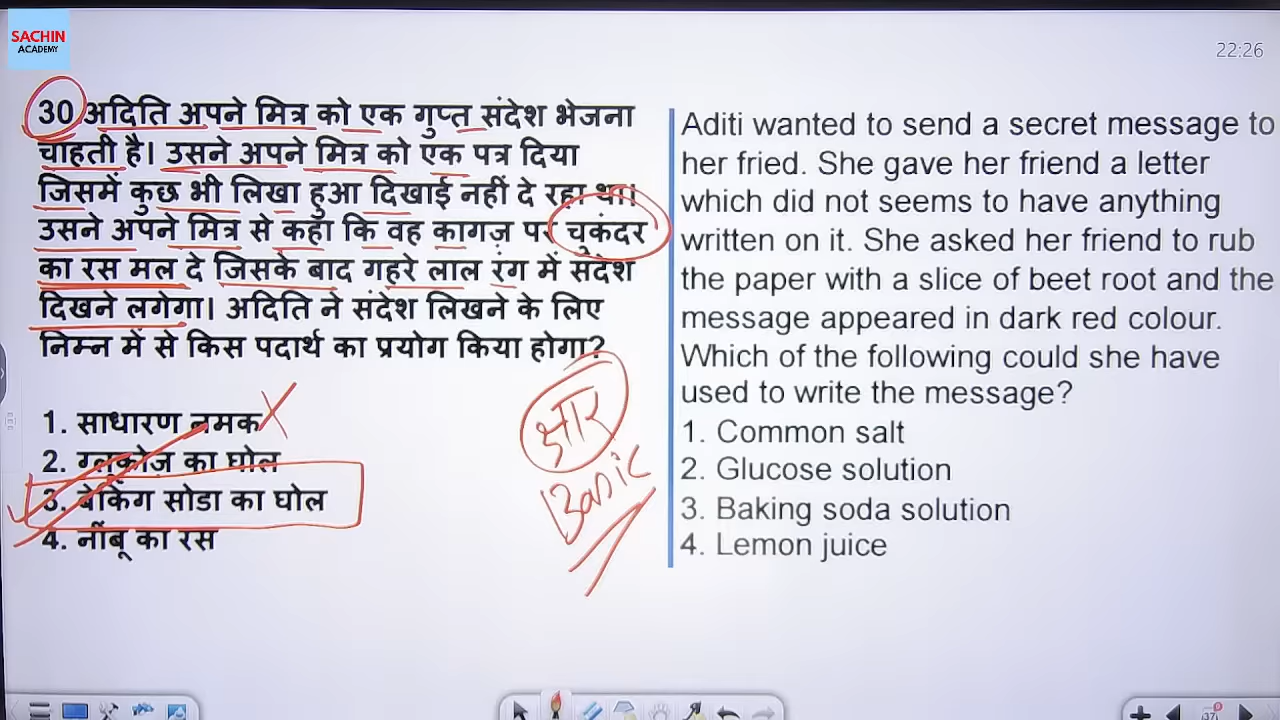 SACHIN
ACADEMY
22:26
30 अदिति अपने मित्र को एक गुप्त संदेश भेजना
चाहती है। उसने अपने मित्र को एक पत्र दिया
जिसमें कुछ भी लिखा हुआ दिखाई नहीं दे रहा था।
उसने अपने मित्र से कहा कि वह कागज़ पर चुकंदर
का रस मल दे जिसके बाद गहरे लाल रंग में संदेश
दिखने लगेगा। अदिति ने संदेश लिखने के लिए
निम्न में से किस पदार्थ का प्रयोग किया होगा?
1. साधारण नमक
2. ग्लूकोज़ का घोल
3. बेकिंग सोडा का घोल
4. नींबू का रस
क्षार
Basic
Aditi wanted to send a secret message to
her fried. She gave her friend a letter
which did not seems to have anything
written on it. She asked her friend to rub
the paper with a slice of beet root and the
message appeared in dark red colour.
Which of the following could she have
used to write the message?
1. Common salt
2. Glucose solution
3. Baking soda solution
4. Lemon juice